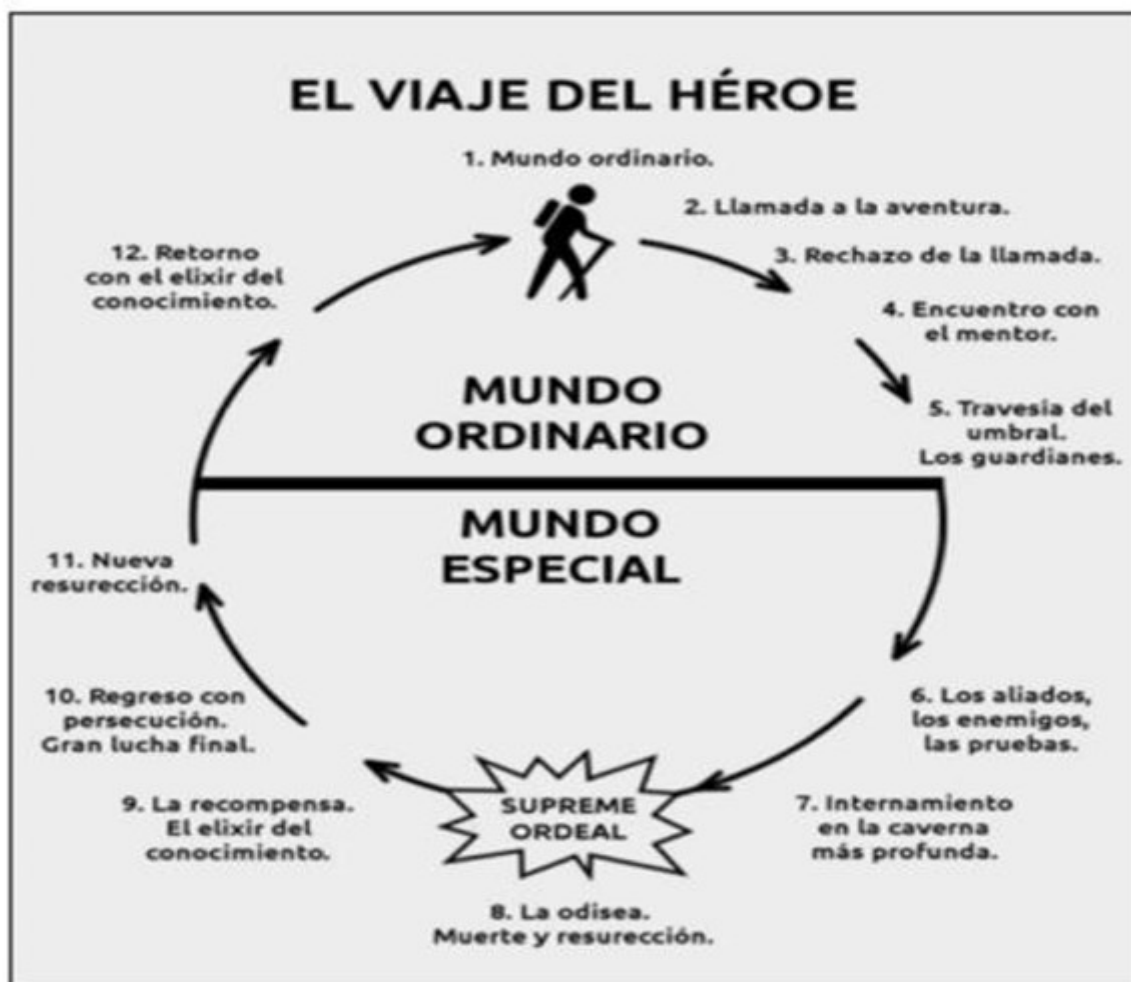 EL VIAJE DEL HÉROE
1. Mundo ordinario.
2. Llamada a la aventura.
3. Rechazo de la llamada.
4. Encuentro con
el mentor.
5. Travesia del
umbral.
Los guardianes.
6. Los aliados,
los enemigos,
las pruebas.
7. Internamiento
en la caverna
más profunda.
SUPREME
ORDEAL
8. La odisea.
Muerte y resurección.
9. La recompensa.
El elixir del
conocimiento.
10. Regreso con
persecución.
Gran lucha final.
11. Nueva
resurección.
12. Retorno
con el elixir del
conocimiento.
MUNDO
ORDINARIO
MUNDO
ESPECIAL